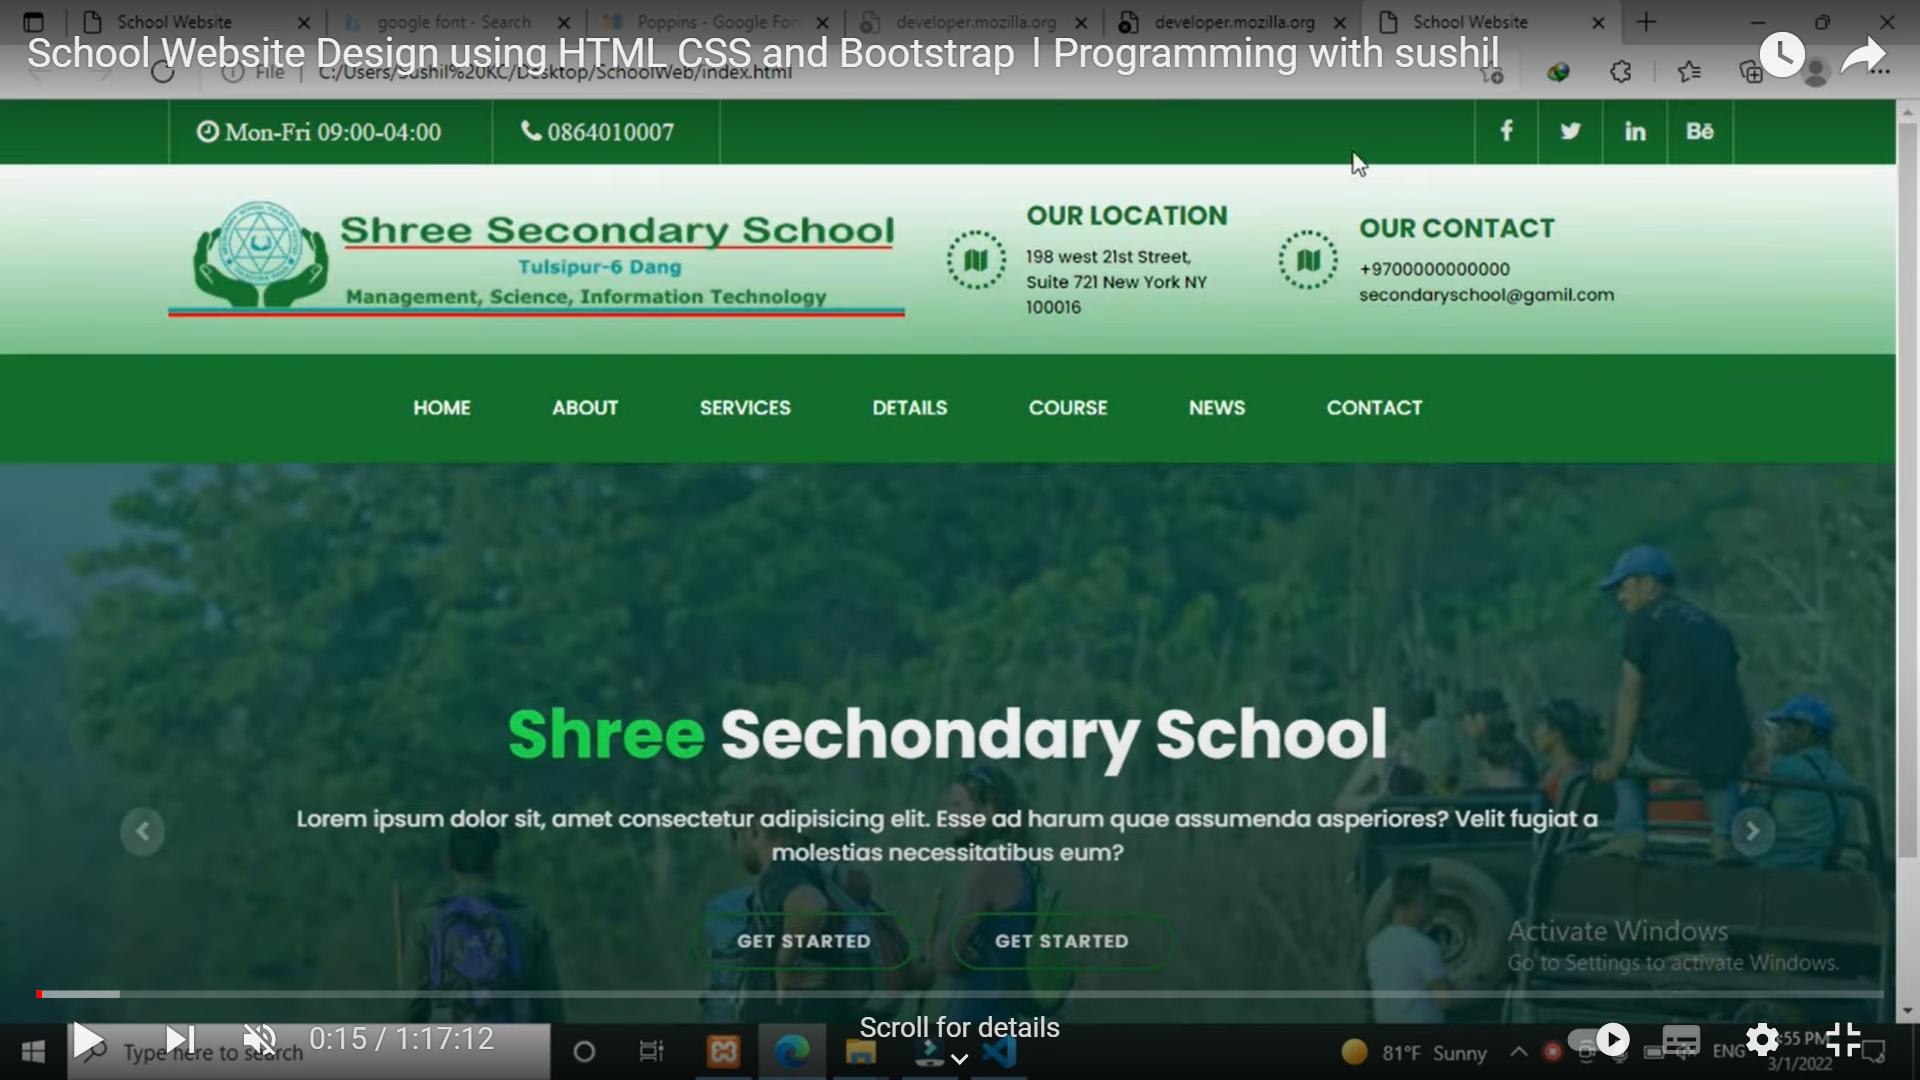 School Website
google font - Search
Poppins - Google Fon
developer.mozilla.org
developer.mozilla.org
School Website
School Website Design using HTML CSS and Bootstrap I Programming with sushil
File
C:/Users/Sushil%20KC/Desktop/SchoolWeb/index.html
Mon-Fri 09:00-04:00
0864010007
f
in
Bē
Shree Secondary School
Tulsipur-6 Dang
Management, Science, Information Technology
OUR LOCATION
198 west 21st Street,
Suite 721 New York NY
100016
OUR CONTACT
+9700000000000
secondaryschool@gamil.com
HOME
ABOUT
SERVICES
DETAILS
COURSE
NEWS
CONTACT
Shree Sechondary School
Lorem ipsum dolor sit, amet consectetur adipisicing elit. Esse ad harum quae assumenda asperiores? Velit fugiat a
molestias necessitatibus eum?
GET STARTED
GET STARTED
Activate Windows
Go to Settings to activate Windows.
0:15 / 1:17:12
Scroll for details
Type here to search
81°F Sunny
ENG
:55 PM
3/1/2022